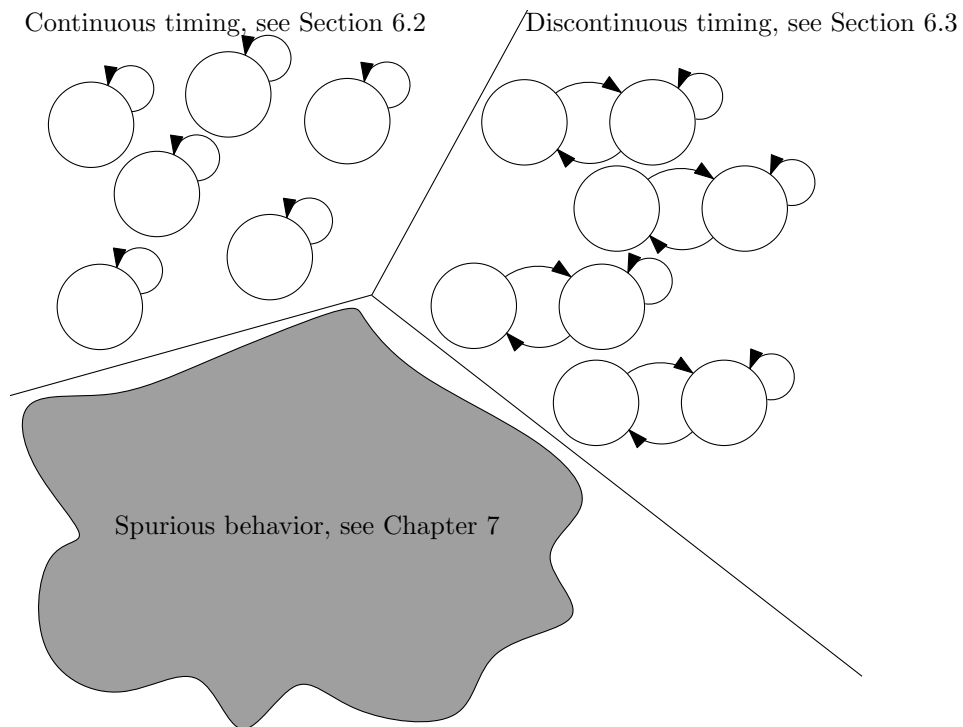 Continuous timing, see Section 6.2
Discontinuous timing, see Section 6.3
Spurious behavior, see Chapter 7